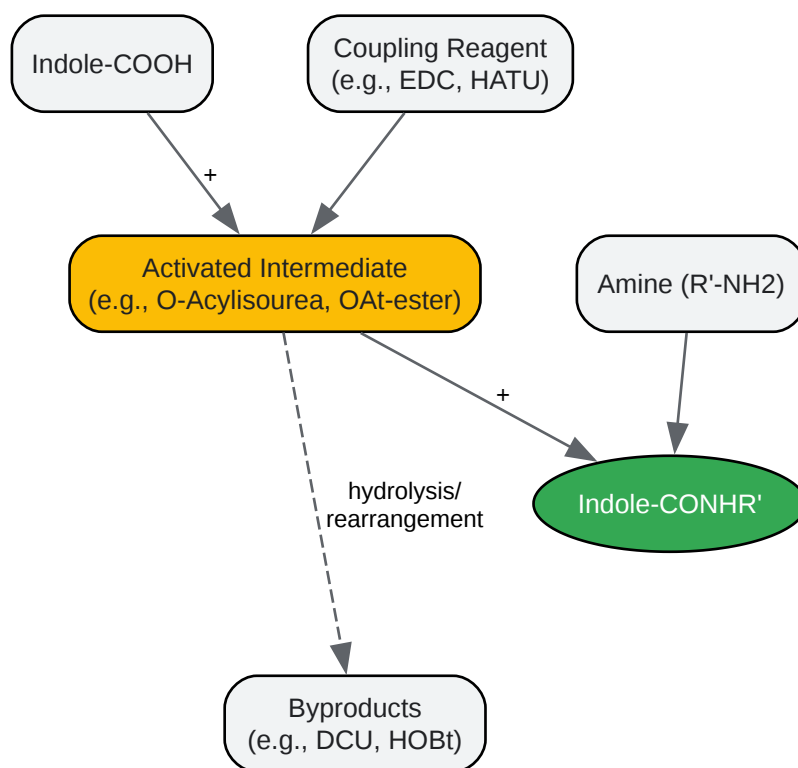 Indole-COOH
Coupling Reagent
(e.g., EDC, HATU)
+
Activated Intermediate
(e.g., O-Acylisourea, OAt-ester)
Amine (R'-NH2)
+
hydrolysis/
rearrangement
Indole-CONHR'
Byproducts
(e.g., DCU, HOBt)